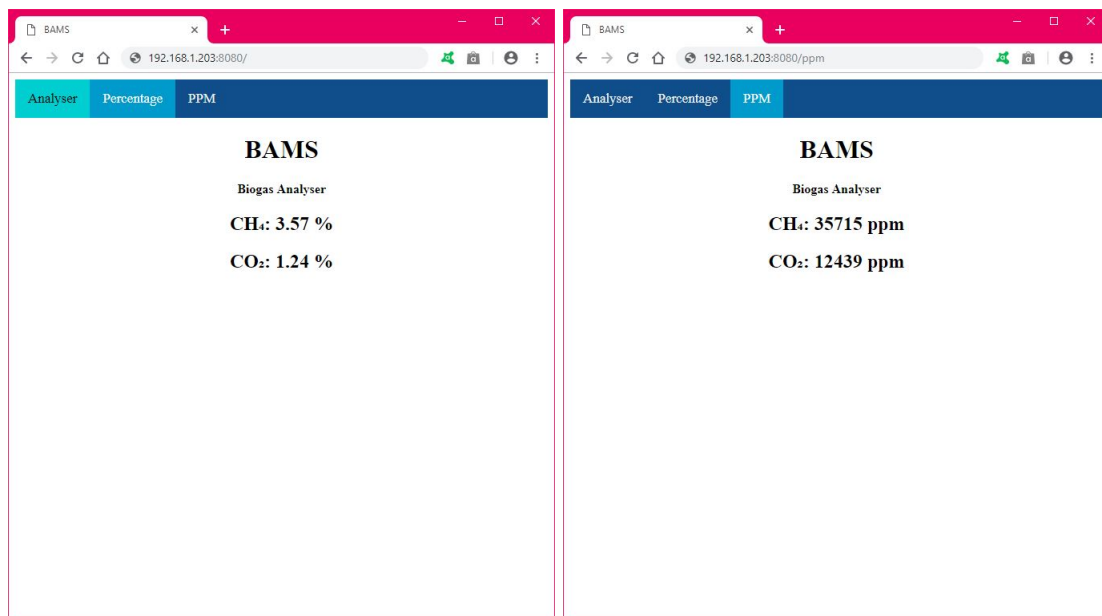 BAMS
192.168.1.203:8080/
Analyser Percentage PPM
BAMS
Biogas Analyser
CH₄: 3.57 %
CO₂: 1.24 %
BAMS
192.168.1.203:8080/ppm
Analyser Percentage PPM
BAMS
Biogas Analyser
CH₄: 35715 ppm
CO₂: 12439 ppm